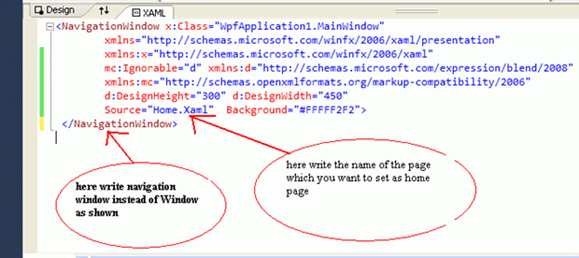 Design XAML
<NavigationWindow x:Class="WpfApplication1.MainWindow"
xmlns="http://schemas.microsoft.com/winfx/2006/xaml/presentation"
xmlns:x="http://schemas.microsoft.com/winfx/2006/xaml"
mc:Ignorable="d" xmlns:d="http://schemas.microsoft.com/expression/blend/2008"
xmlns:mc="http://schemas.openxmlformats.org/markup-compatibility/2006"
d:DesignHeight="300" d:DesignWidth="450"
Source="Home.Xaml" Background="#FFFFF2F2">
</NavigationWindow>
here write navigation
window instead of Window
as shown
here write the name of the page
which you want to set as home
page